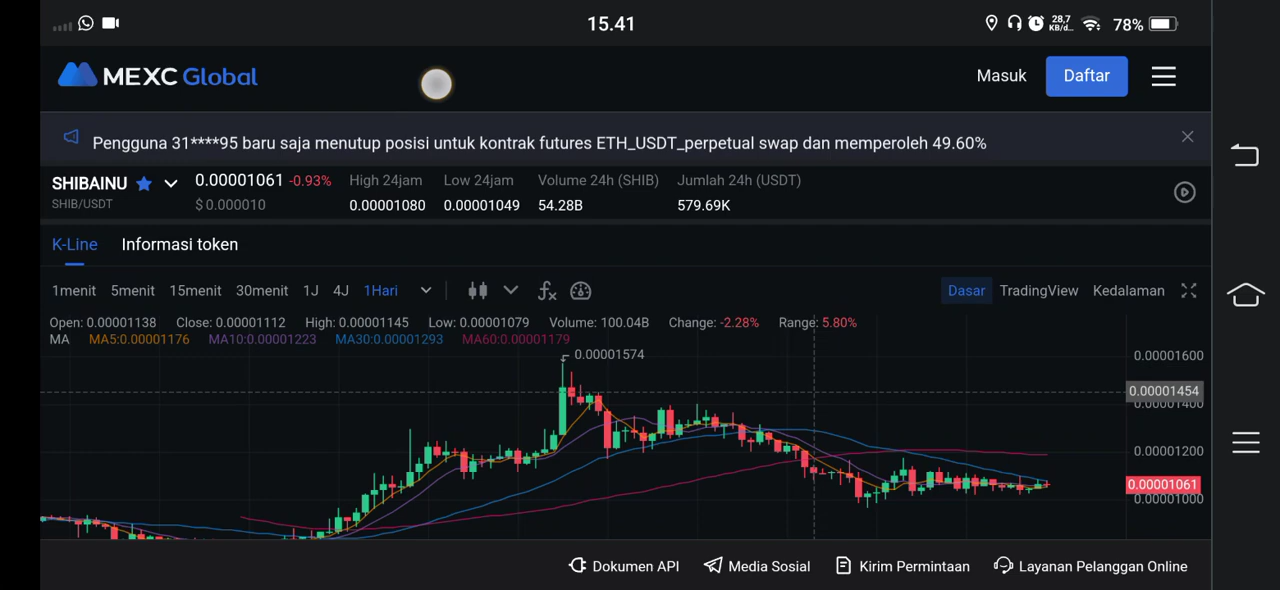 15.41
28,7
KB/d...
78%
MEXC Global
Masuk
Daftar
Pengguna 31****95 baru saja menutup posisi untuk kontrak futures ETH_USDT_perpetual swap dan memperoleh 49.60%
SHIBAINU 0.00001061 -0.93% High 24jam Low 24jam Volume 24h (SHIB) Jumlah 24h (USDT)
SHIB/USDT $ 0.000010 0.00001080 0.00001049 54.28B 579.69K
K-Line Informasi token
1menit 5menit 15menit 30menit 1J 4J 1Hari fx Dasar TradingView Kedalaman
Open: 0.00001138 Close: 0.00001112 High: 0.00001145 Low: 0.00001079 Volume: 100.04B Change: -2.28% Range: 5.80%
MA MA5:0.00001176 MA10:0.00001223 MA30:0.00001293 MA60:0.00001179
0.00001574
0.00001600
0.00001454
0.00001400
0.00001200
0.00001061
0.00001000
Dokumen API Media Sosial Kirim Permintaan Layanan Pelanggan Online